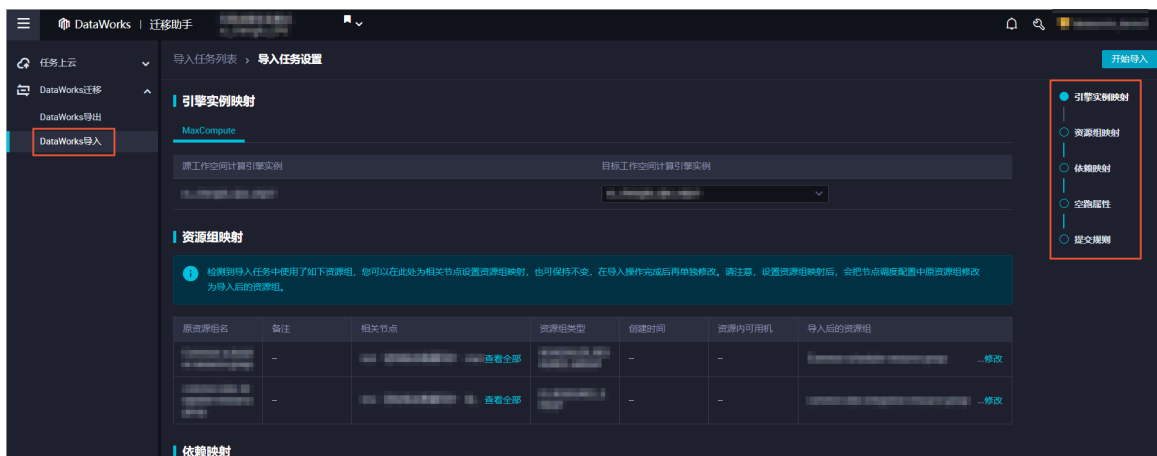 DataWorks | 迁移助手
任务上云
DataWorks迁移
DataWorks导出
DataWorks导入
导入任务列表 › 导入任务设置
开始导入
引擎实例映射
MaxCompute
源工作空间计算引擎实例 目标工作空间计算引擎实例
资源组映射
检测到导入任务中使用了如下资源组，您可以在此处为相关节点设置资源组映射，也可保持不变，在导入操作完成后再单独修改。请注意，设置资源组映射后，会把节点调度配置中原资源组修改
为导入后的资源组。
原资源组名 备注 相关节点 资源组类型 创建时间 资源内可用机 导入后的资源组
– 查看全部 – – ...修改
– 查看全部 – – ...修改
依赖映射
引擎实例映射
资源组映射
依赖映射
空跑属性
提交规则